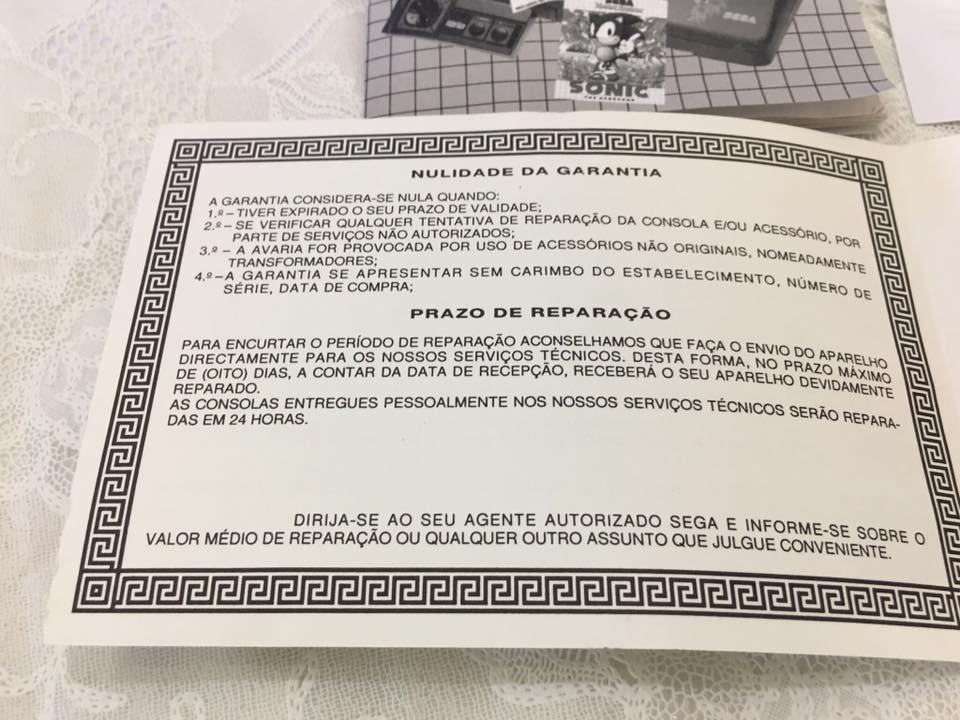 SEGA
SEGA
SONIC
THE HEDGEHOG
NULIDADE DA GARANTIA
A GARANTIA CONSIDERA-SE NULA QUANDO:
1.º – TIVER EXPIRADO O SEU PRAZO DE VALIDADE;
2.º – SE VERIFICAR QUALQUER TENTATIVA DE REPARAÇÃO DA CONSOLA E/OU ACESSÓRIO, POR
PARTE DE SERVIÇOS NÃO AUTORIZADOS;
3.º – A AVARIA FOR PROVOCADA POR USO DE ACESSÓRIOS NÃO ORIGINAIS, NOMEADAMENTE
TRANSFORMADORES;
4.º – A GARANTIA SE APRESENTAR SEM CARIMBO DO ESTABELECIMENTO, NÚMERO DE
SÉRIE, DATA DE COMPRA;
PRAZO DE REPARAÇÃO
PARA ENCURTAR O PERÍODO DE REPARAÇÃO ACONSELHAMOS QUE FAÇA O ENVIO DO APARELHO
DIRECTAMENTE PARA OS NOSSOS SERVIÇOS TÉCNICOS. DESTA FORMA, NO PRAZO MÁXIMO
DE (OITO) DIAS, A CONTAR DA DATA DE RECEPÇÃO, RECEBERÁ O SEU APARELHO DEVIDAMENTE
REPARADO.
AS CONSOLAS ENTREGUES PESSOALMENTE NOS NOSSOS SERVIÇOS TÉCNICOS SERÃO REPARA-
DAS EM 24 HORAS.
DIRIJA-SE AO SEU AGENTE AUTORIZADO SEGA E INFORME-SE SOBRE O
VALOR MÉDIO DE REPARAÇÃO OU QUALQUER OUTRO ASSUNTO QUE JULGUE CONVENIENTE.